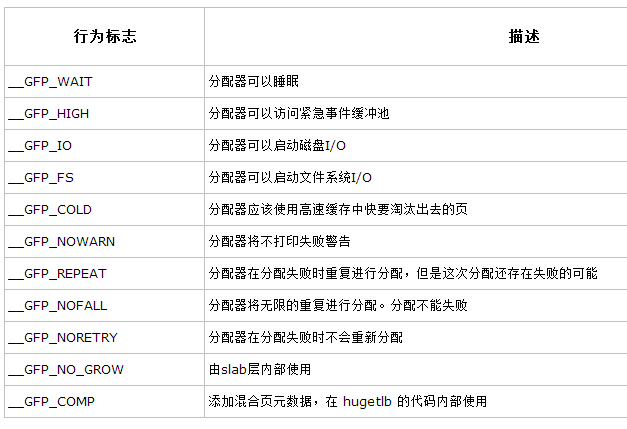 行为标志 描述
__GFP_WAIT 分配器可以睡眠
__GFP_HIGH 分配器可以访问紧急事件缓冲池
__GFP_IO 分配器可以启动磁盘I/O
__GFP_FS 分配器可以启动文件系统I/O
__GFP_COLD 分配器应该使用高速缓存中快要淘汰出去的页
__GFP_NOWARN 分配器将不打印失败警告
__GFP_REPEAT 分配器在分配失败时重复进行分配，但是这次分配还存在失败的可能
__GFP_NOFALL 分配器将无限的重复进行分配。分配不能失败
__GFP_NORETRY 分配器在分配失败时不会重新分配
__GFP_NO_GROW 由slab层内部使用
__GFP_COMP 添加混合页元数据，在 hugetlb 的代码内部使用